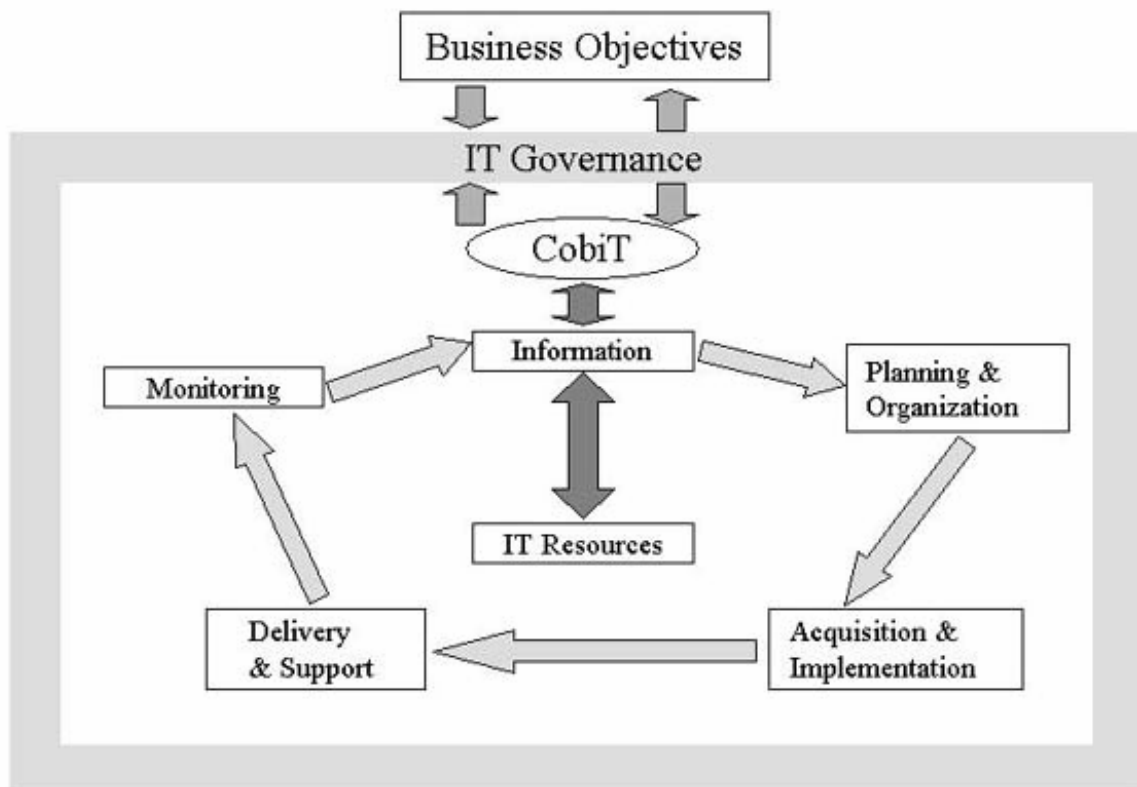 Business Objectives
IT Governance
CobiT
Information
Monitoring
Planning &
Organization
IT Resources
Delivery
& Support
Acquisition &
Implementation